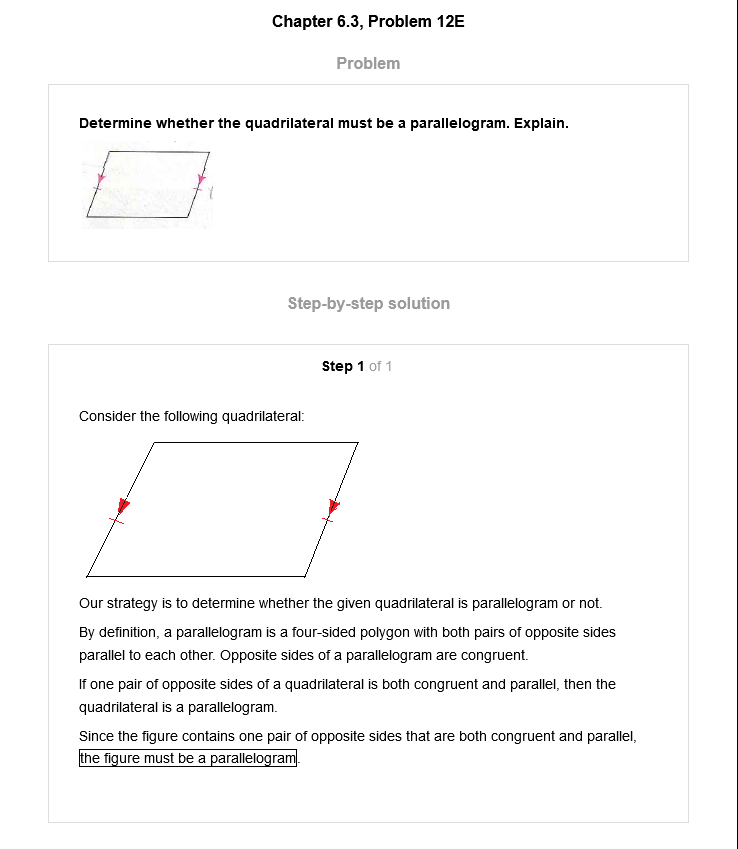 Chapter 6.3, Problem 12E
Problem
Determine whether the quadrilateral must be a parallelogram. Explain.
Step-by-step solution
Step 1 of 1
Consider the following quadrilateral:
Our strategy is to determine whether the given quadrilateral is parallelogram or not.
By definition, a parallelogram is a four-sided polygon with both pairs of opposite sides
parallel to each other. Opposite sides of a parallelogram are congruent.
If one pair of opposite sides of a quadrilateral is both congruent and parallel, then the
quadrilateral is a parallelogram.
Since the figure contains one pair of opposite sides that are both congruent and parallel,
the figure must be a parallelogram.